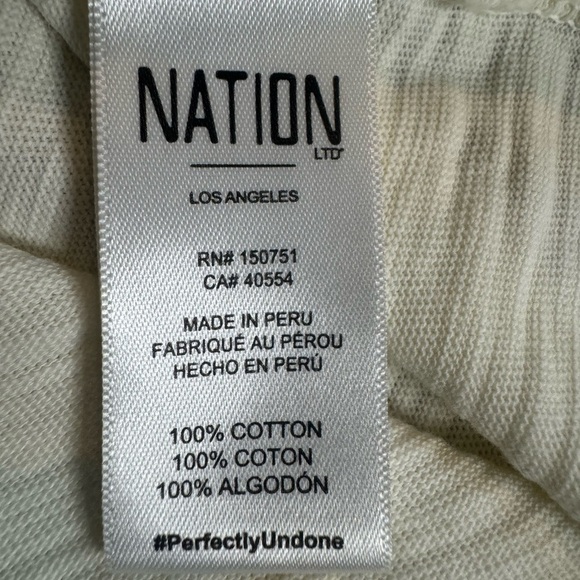 NATION
LTD
LOS ANGELES
RN# 150751
CA# 40554
MADE IN PERU
FABRIQUÉ AU PÉROU
HECHO EN PERÚ
100% COTTON
100% COTON
100% ALGODÓN
#PerfectlyUndone